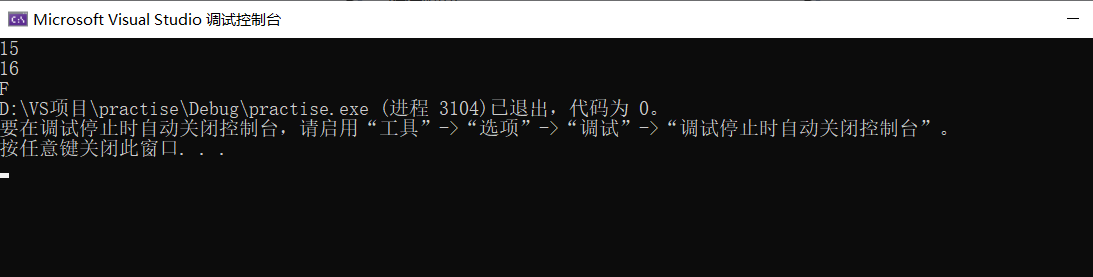 Microsoft Visual Studio 调试控制台
15
16
F
D:\VS项目\practise\Debug\practise.exe (进程 3104)已退出，代码为 0。
要在调试停止时自动关闭控制台，请启用“工具”->“选项”->“调试”->“调试停止时自动关闭控制台”。
按任意键关闭此窗口. . .